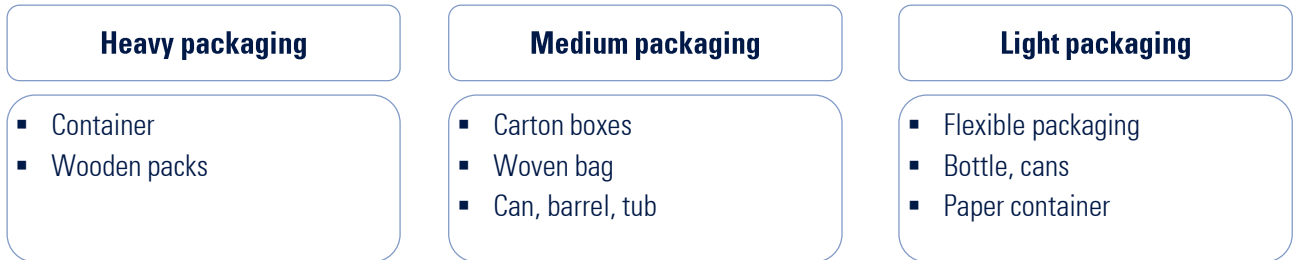 Heavy packaging
▪ Container
▪ Wooden packs
Medium packaging
▪ Carton boxes
▪ Woven bag
▪ Can, barrel, tub
Light packaging
▪ Flexible packaging
▪ Bottle, cans
▪ Paper container